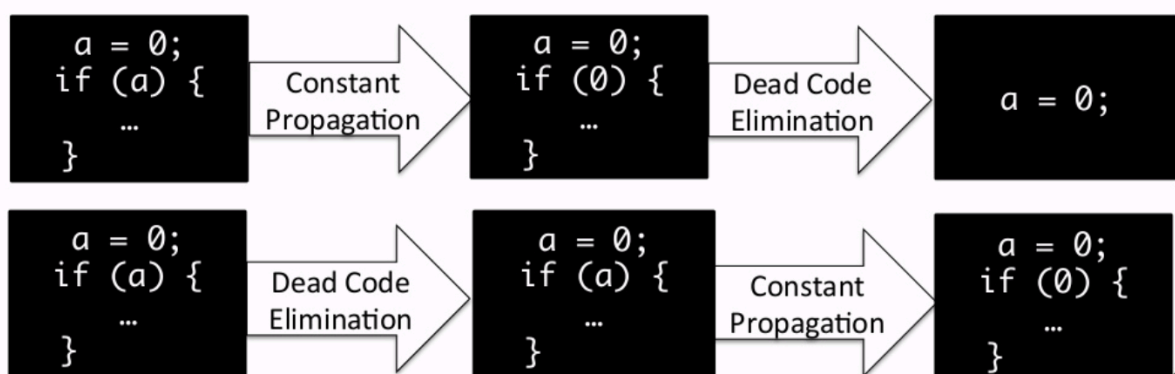 a = 0;
if (a) {
…
}
Constant
Propagation
a = 0;
if (0) {
…
}
Dead Code
Elimination
a = 0;
a = 0;
if (a) {
…
}
Dead Code
Elimination
a = 0;
if (a) {
…
}
Constant
Propagation
a = 0;
if (0) {
…
}